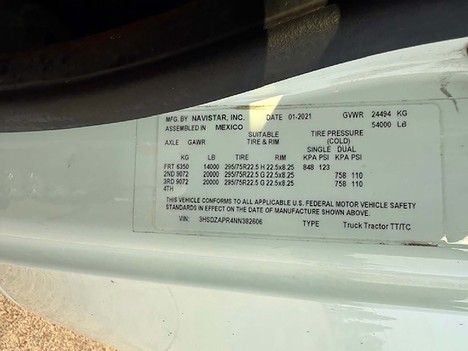 MFD. BY NAVISTAR, INC. DATE 01-2021 GVWR 24494 KG
ASSEMBLED IN MEXICO 54000 LB
SUITABLE TIRE PRESSURE
AXLE GAWR TIRE & RIM (COLD)
SINGLE DUAL
KG LB KPA PSI KPA PSI
FRT 6350 14000 295/75R22.5 H 22.5x8.25 848 123
2ND 9072 20000 295/75R22.5 G 22.5x8.25 758 110
3RD 9072 20000 295/75R22.5 G 22.5x8.25 758 110
4TH
THIS VEHICLE CONFORMS TO ALL APPLICABLE U.S. FEDERAL MOTOR VEHICLE SAFETY
STANDARDS IN EFFECT ON THE DATE OF MANUFACTURE SHOWN ABOVE.
VIN: 3HSDZAPR4NN382606 TYPE Truck Tractor TT/TC